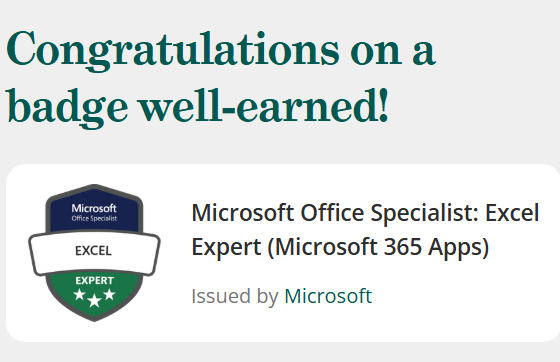 Congratulations on a
badge well-earned!
Microsoft
Office Specialist
EXCEL
EXPERT
Microsoft Office Specialist: Excel
Expert (Microsoft 365 Apps)
Issued by Microsoft